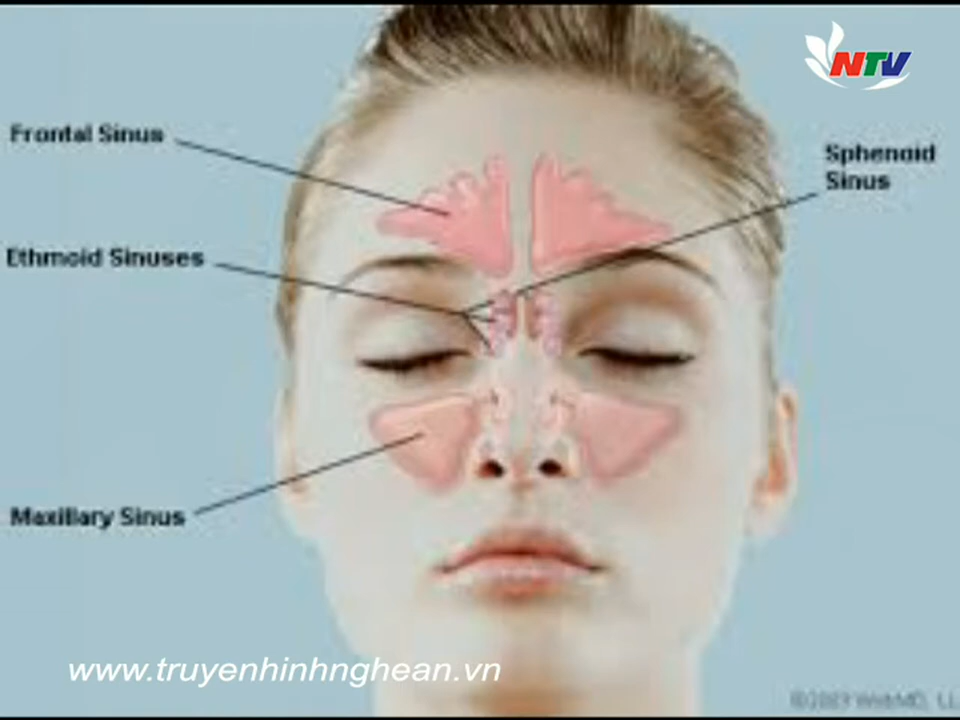 NTV
Frontal Sinus
Sphenoid
Sinus
Ethmoid Sinuses
Maxillary Sinus
www.truyenhinhnghean.vn